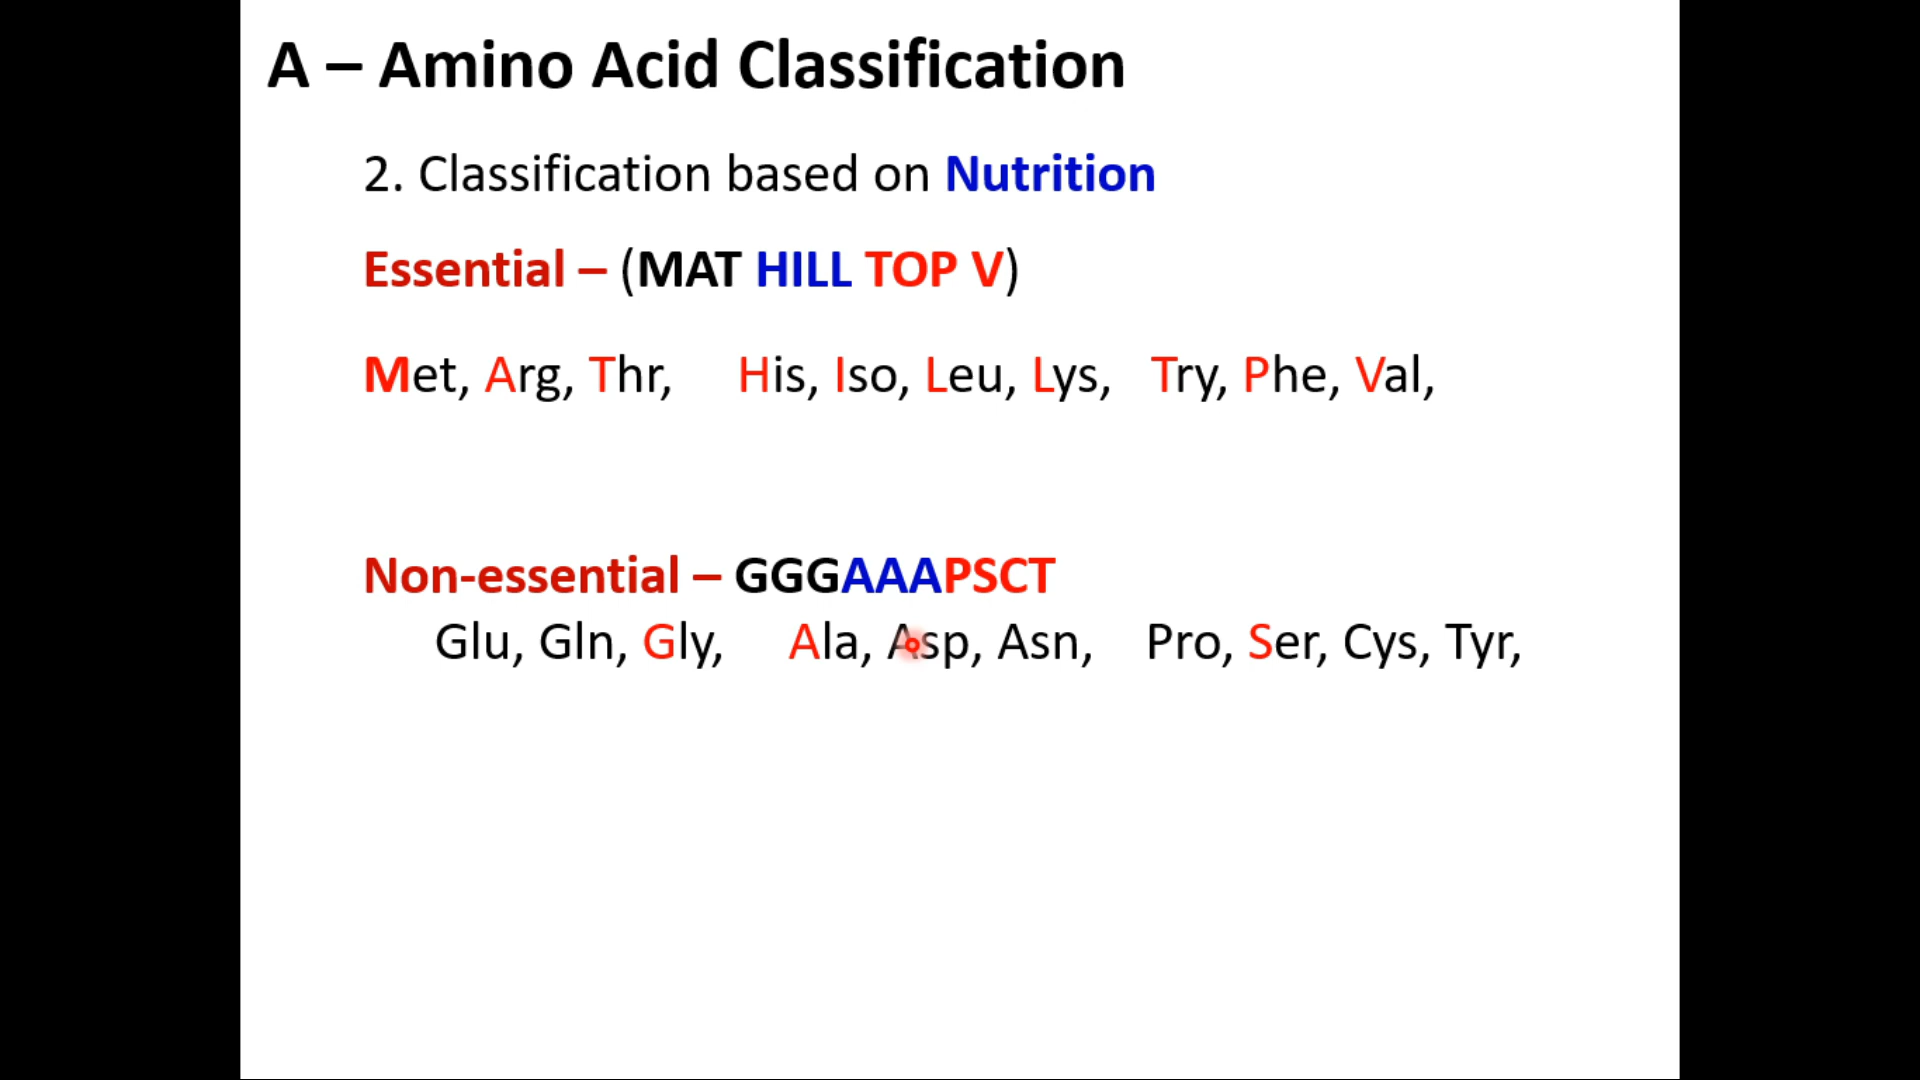 A – Amino Acid Classification
2. Classification based on Nutrition
Essential – (MAT HILL TOP V)
Met, Arg, Thr, His, Iso, Leu, Lys, Try, Phe, Val,
Non-essential – GGGAAAPSCT
Glu, Gln, Gly, Ala, Asp, Asn, Pro, Ser, Cys, Tyr,